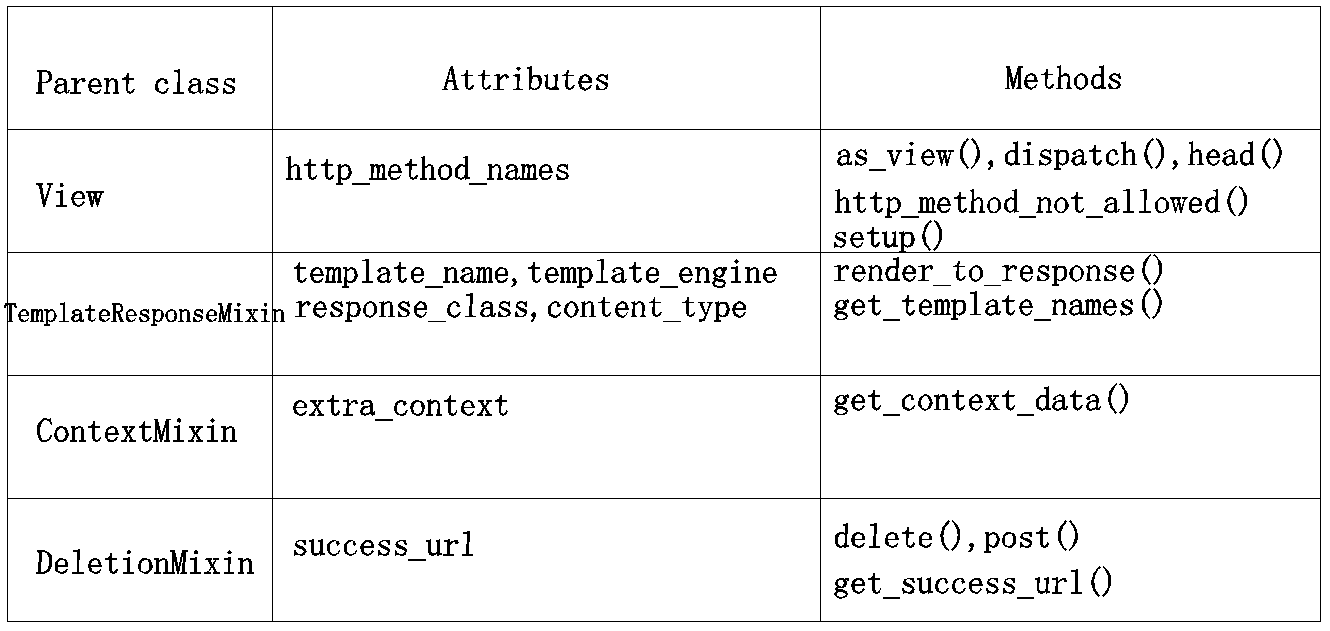 Parent class
Attributes
Methods
View
http_method_names
as_view(),dispatch(),head()
http_method_not_allowed()
setup()
TemplateResponseMixin
template_name,template_engine
response_class,content_type
render_to_response()
get_template_names()
ContextMixin
extra_context
get_context_data()
DeletionMixin
success_url
delete(),post()
get_success_url()